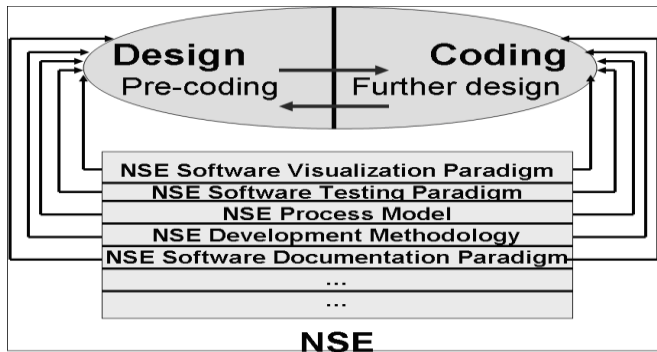 Design Coding
Pre-coding Further design
NSE Software Visualization Paradigm
NSE Software Testing Paradigm
NSE Process Model
NSE Development Methodology
NSE Software Documentation Paradigm
...
...
NSE